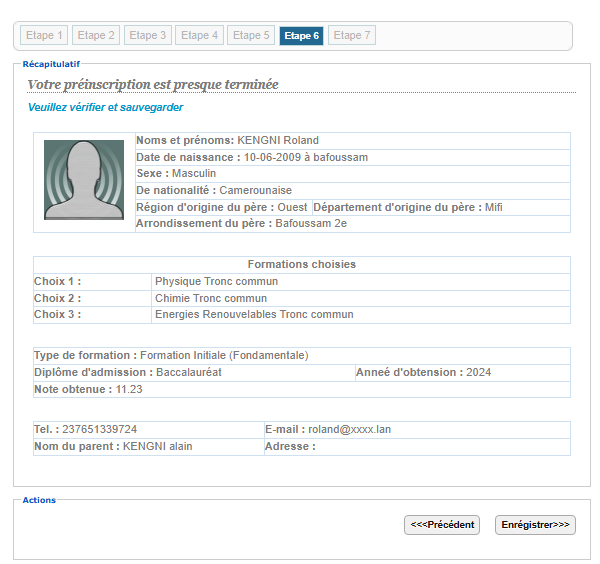 Etape 1 Etape 2 Etape 3 Etape 4 Etape 5 Etape 6 Etape 7
Récapitulatif
Votre préinscription est presque terminée
Veuillez vérifier et sauvegarder
Noms et prénoms: KENGNI Roland
Date de naissance : 10-06-2009 à bafoussam
Sexe : Masculin
De nationalité : Camerounaise
Région d'origine du père : Ouest Département d'origine du père : Mifi
Arrondissement du père : Bafoussam 2e
Formations choisies
Choix 1 : Physique Tronc commun
Choix 2 : Chimie Tronc commun
Choix 3 : Energies Renouvelables Tronc commun
Type de formation : Formation Initiale (Fondamentale)
Diplôme d'admission : Baccalauréat Anneé d'obtension : 2024
Note obtenue : 11.23
Tel. : 237651339724 E-mail : roland@xxxx.lan
Nom du parent : KENGNI alain Adresse :
Actions
<<<Précédent Enrégistrer>>>